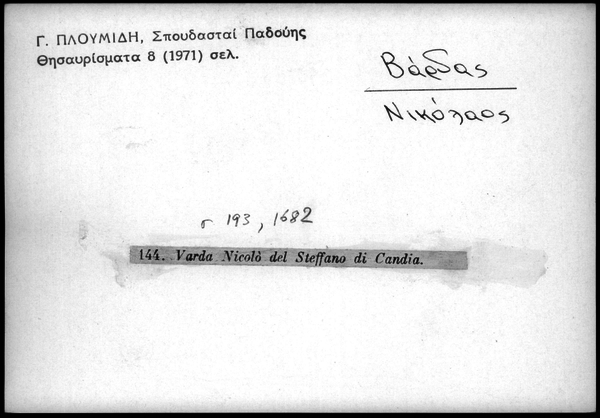 Γ. ΠΛΟΥΜΙΔΗ, Σπουδασταί Παδούης
Θησαυρίσματα 8 (1971) σελ.
Βάρδας
Νικόλαος
σ 193, 1682
144. Varda Nicolò del Steffano di Candia.